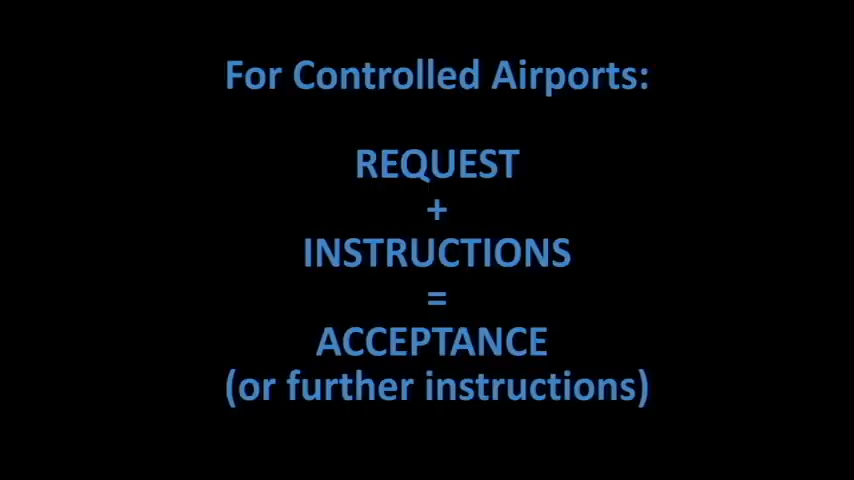 For Controlled Airports:
REQUEST
+
INSTRUCTIONS
=
ACCEPTANCE
(or further instructions)